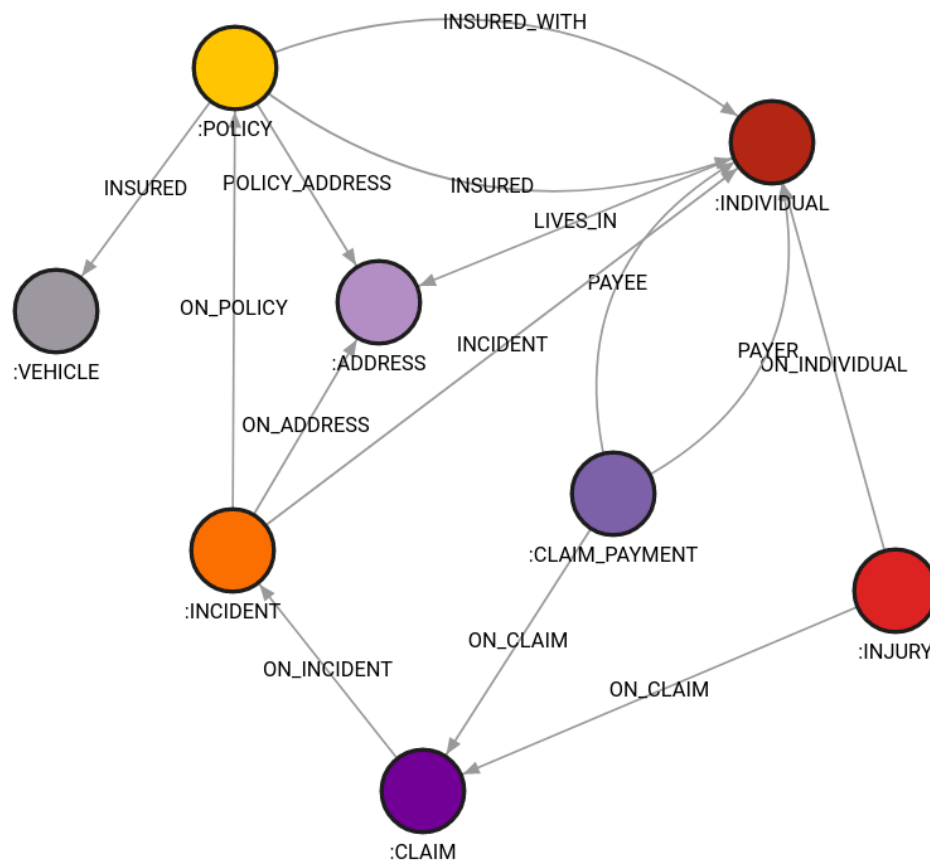 INSURED_WITH
:POLICY
INSURED
POLICY_ADDRESS
INSURED
:INDIVIDUAL
LIVES_IN
PAYEE
ON_POLICY
INCIDENT
:VEHICLE
:ADDRESS
PAYER
ON_INDIVIDUAL
ON_ADDRESS
:CLAIM_PAYMENT
:INCIDENT
ON_CLAIM
:INJURY
ON_INCIDENT
ON_CLAIM
:CLAIM